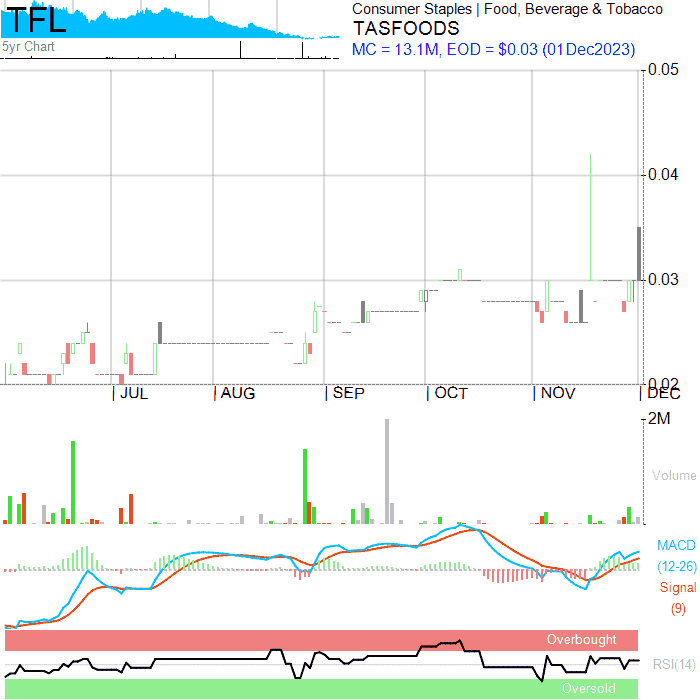 TFL
5yr Chart
Consumer Staples | Food, Beverage & Tobacco
TASFOODS
MC = 13.1M, EOD = $0.03 (01Dec2023)
0.05
0.04
0.03
0.02
JUL AUG SEP OCT NOV DEC
2M
Volume
MACD
(12-26)
Signal
(9)
Overbought
RSI(14)
Oversold